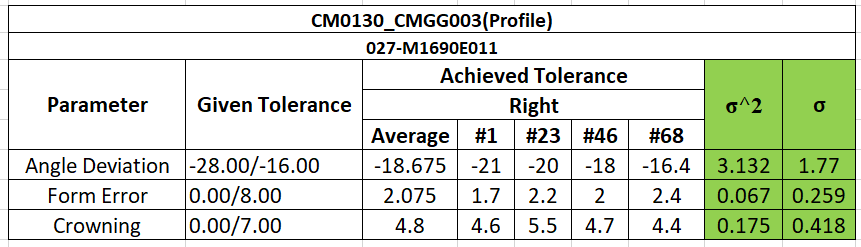 CM0130_CMGG003(Profile)
027-M1690E011
Parameter Given Tolerance Achieved Tolerance σ^2 σ
Right
Average #1 #23 #46 #68
Angle Deviation -28.00/-16.00 -18.675 -21 -20 -18 -16.4 3.132 1.77
Form Error 0.00/8.00 2.075 1.7 2.2 2 2.4 0.067 0.259
Crowning 0.00/7.00 4.8 4.6 5.5 4.7 4.4 0.175 0.418